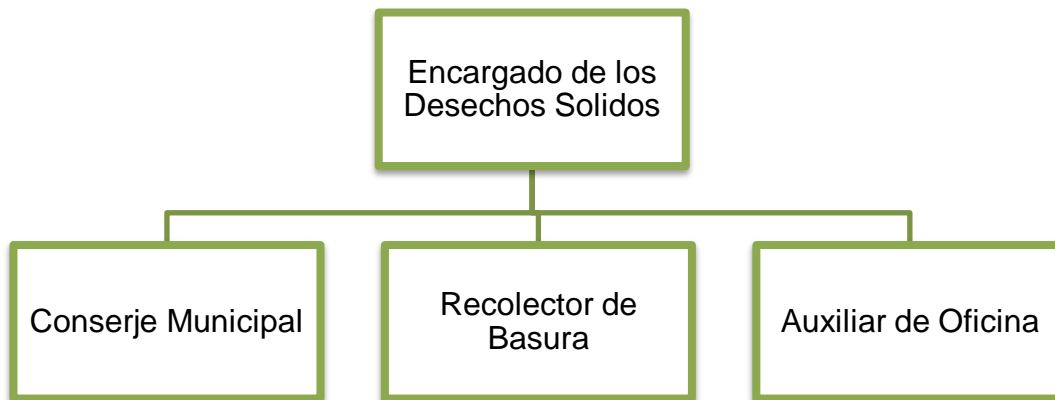 Encargado de los
Desechos Solidos
Conserje Municipal
Recolector de
Basura
Auxiliar de Oficina